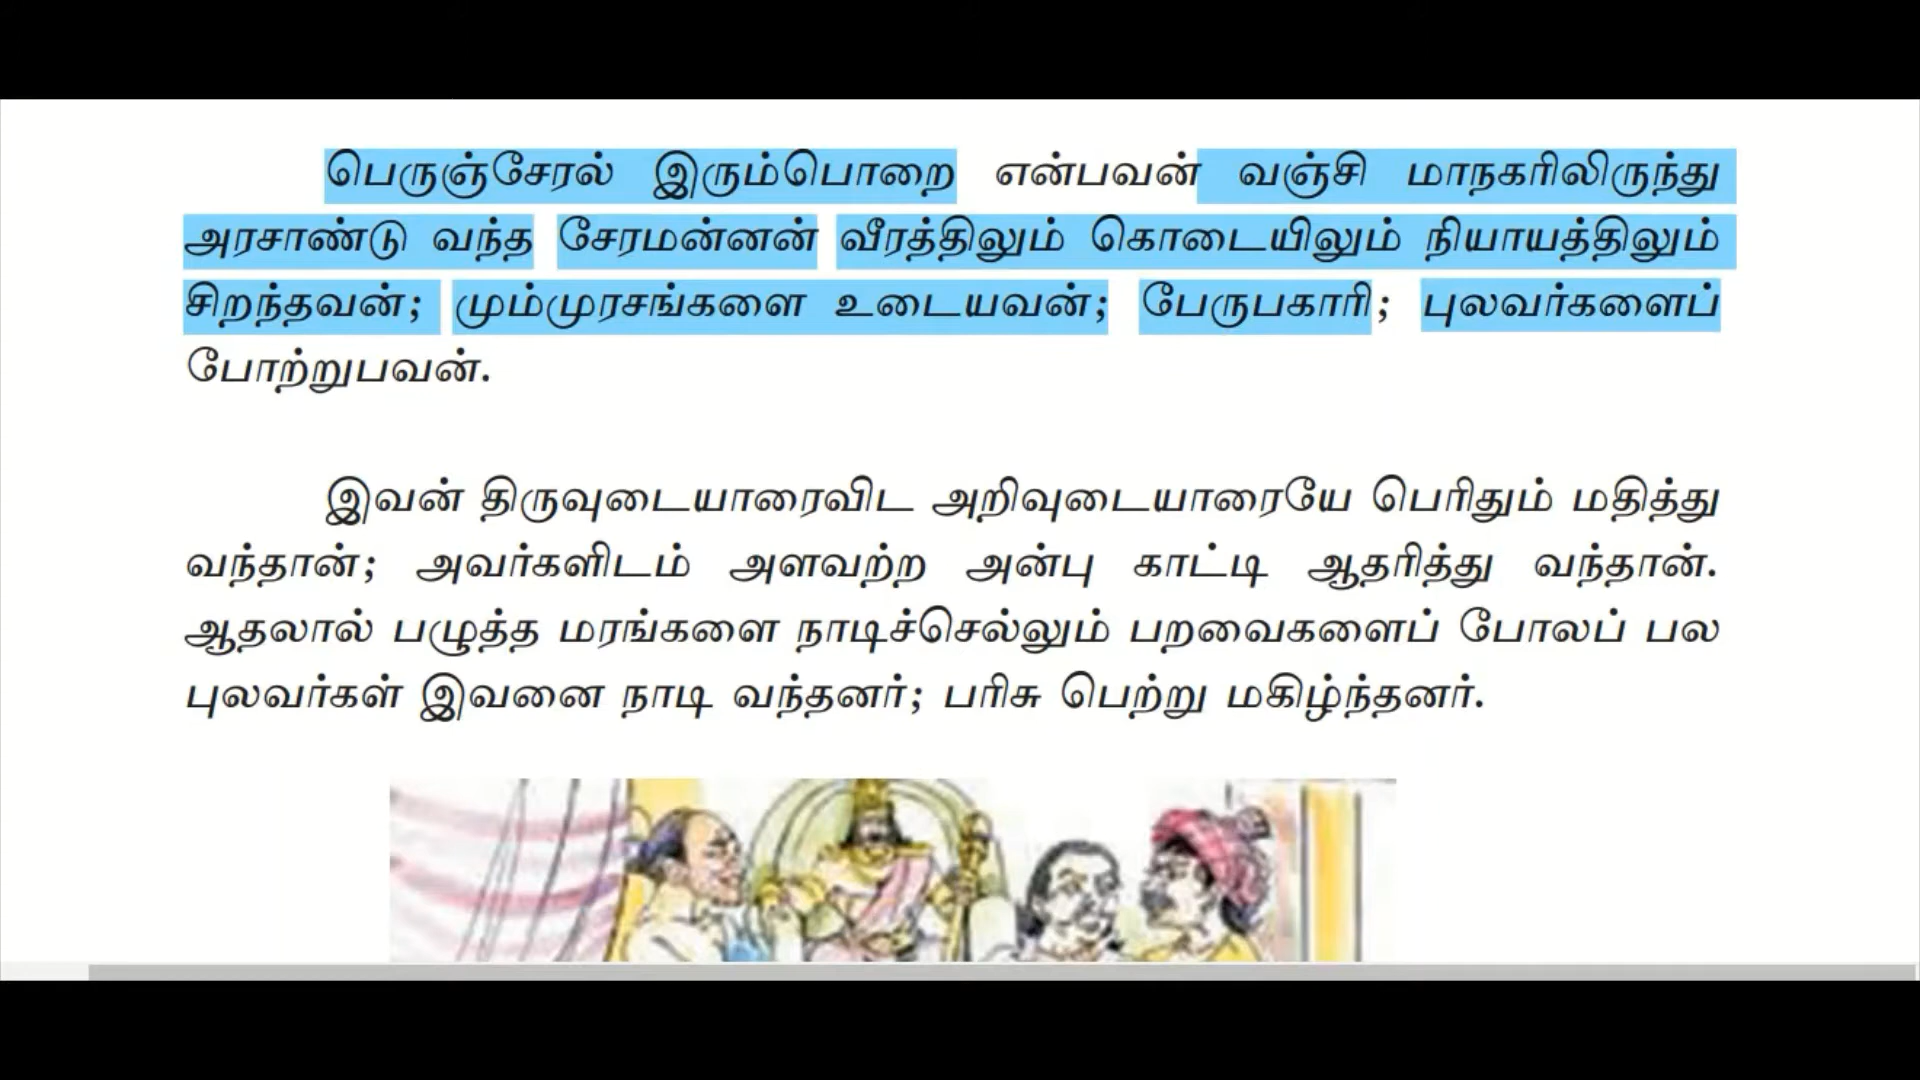 பெருஞ்சேரல் இரும்பொறை என்பவன் வஞ்சி மாநகரிலிருந்து
அரசாண்டு வந்த சேரமன்னன் வீரத்திலும் கொடையிலும் நியாயத்திலும்
சிறந்தவன்; மும்முரசங்களை உடையவன்; பேருபகாரி; புலவர்களைப்
போற்றுபவன்.
இவன் திருவுடையாரைவிட அறிவுடையாரையே பெரிதும் மதித்து
வந்தான்; அவர்களிடம் அளவற்ற அன்பு காட்டி ஆதரித்து வந்தான்.
ஆதலால் பழுத்த மரங்களை நாடிச்செல்லும் பறவைகளைப் போலப் பல
புலவர்கள் இவனை நாடி வந்தனர்; பரிசு பெற்று மகிழ்ந்தனர்.